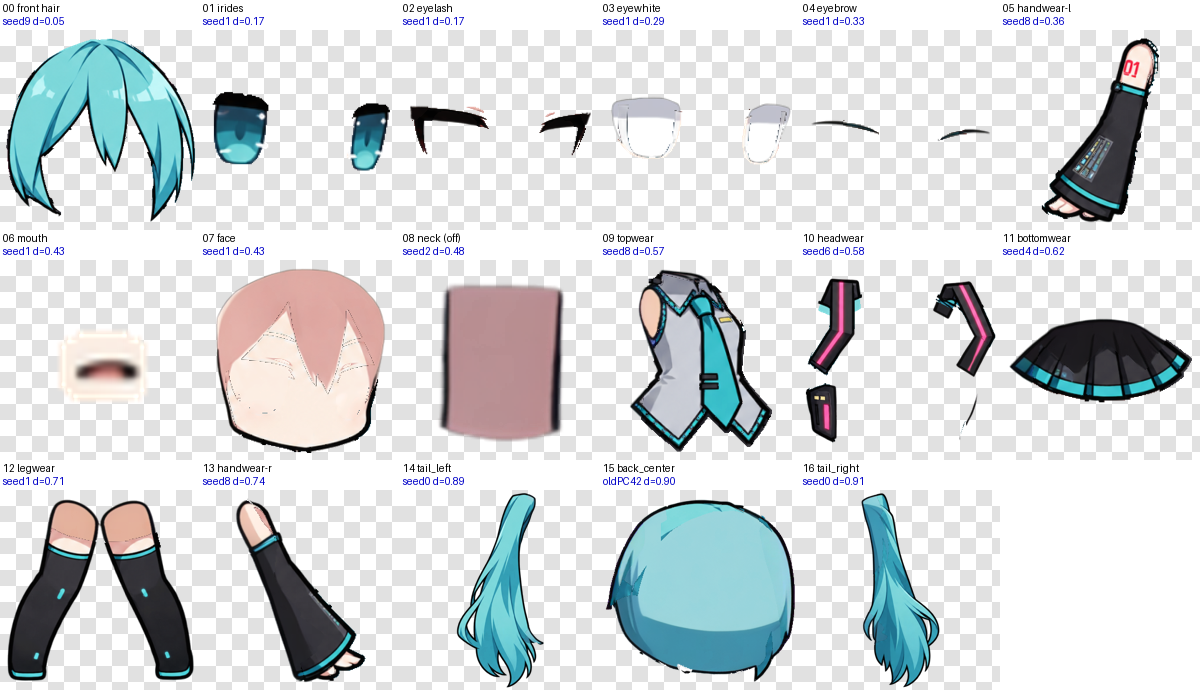 00 front hair
seed9 d=0.05
01 irides
seed1 d=0.17
02 eyelash
seed1 d=0.17
03 eyewhite
seed1 d=0.29
04 eyebrow
seed1 d=0.33
05 handwear-l
seed8 d=0.36
01
06 mouth
seed1 d=0.43
07 face
seed1 d=0.43
08 neck (off)
seed2 d=0.48
09 topwear
seed8 d=0.57
10 headwear
seed6 d=0.58
11 bottomwear
seed4 d=0.62
12 legwear
seed1 d=0.71
13 handwear-r
seed8 d=0.74
14 tail_left
seed0 d=0.89
15 back_center
oldPC42 d=0.90
16 tail_right
seed0 d=0.91